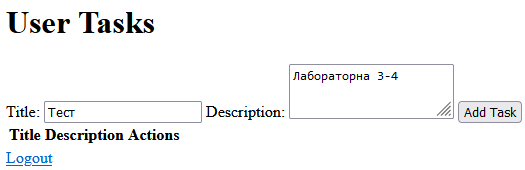 User Tasks
Title: Тест Description: Лабораторна 3-4 Add Task
Title Description Actions
Logout